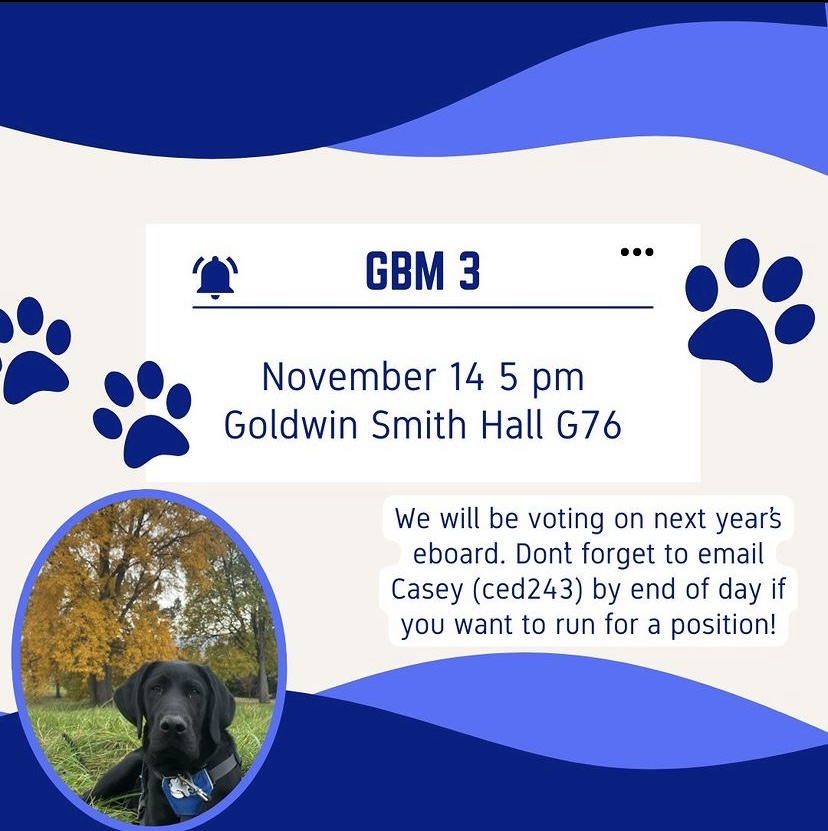 GBM 3
November 14 5 pm
Goldwin Smith Hall G76
We will be voting on next year's
eboard. Don't forget to email
Casey (ced243) by end of day if
you want to run for a position!